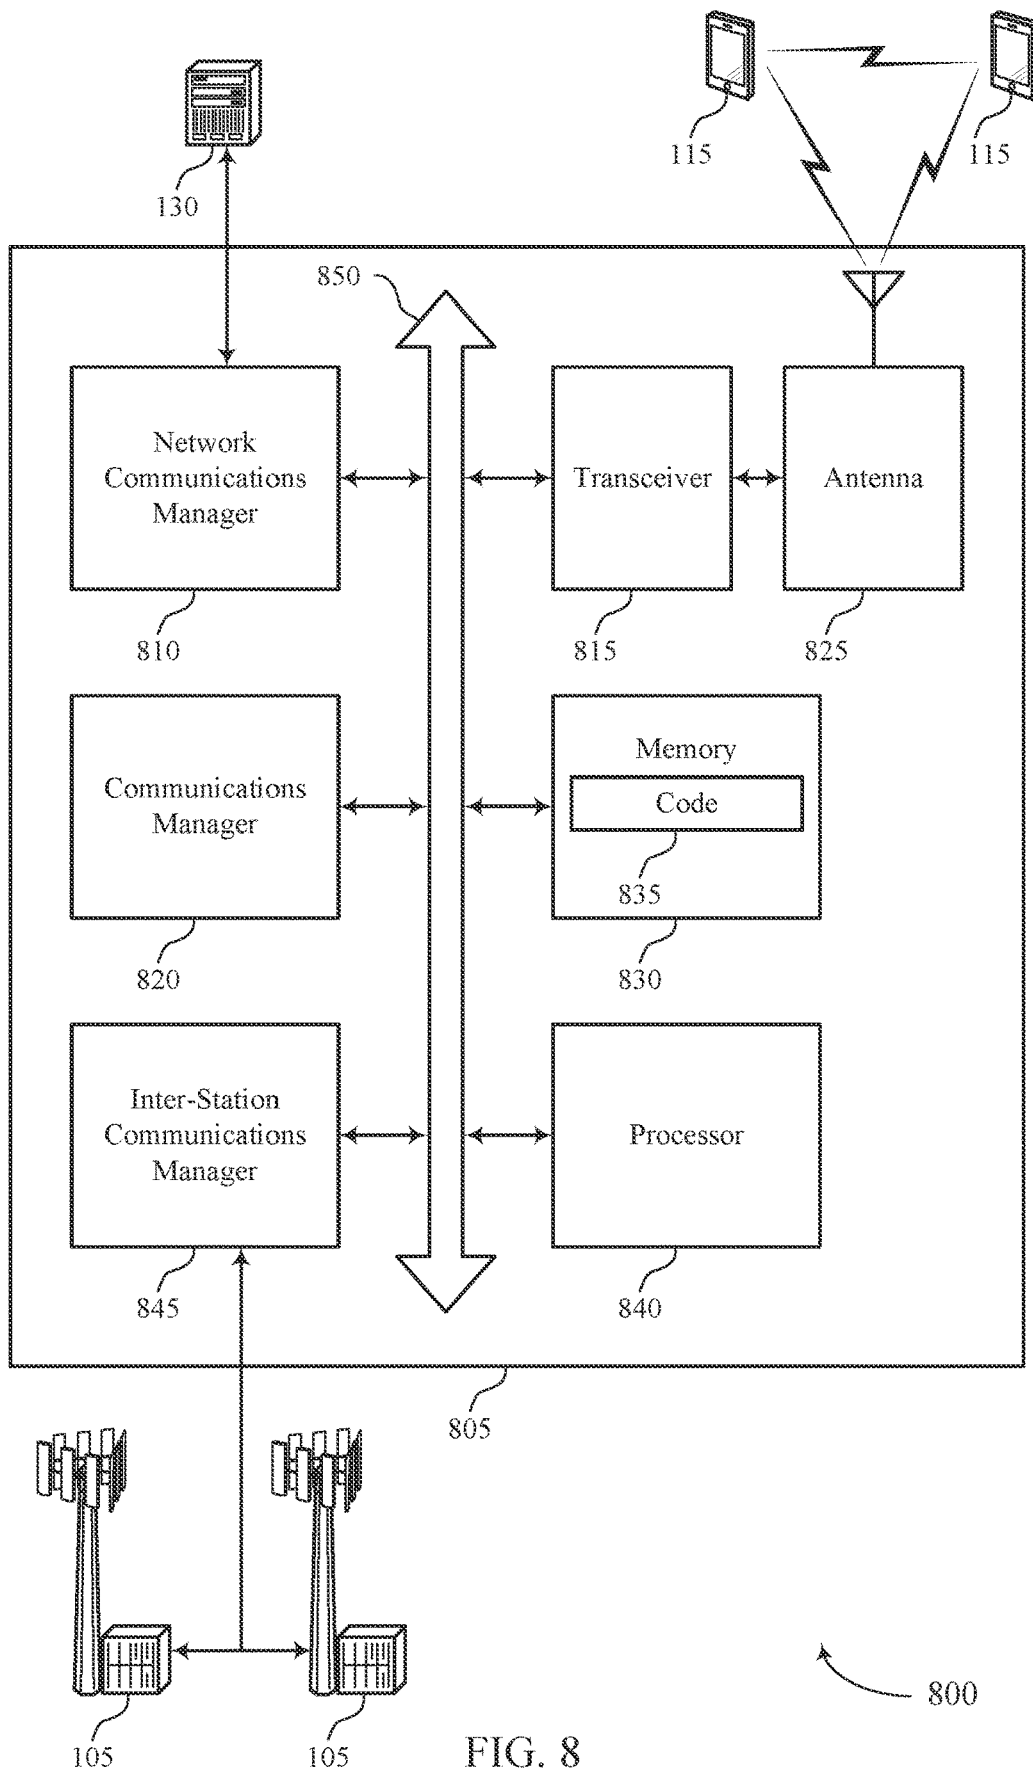 115
115
130
850
Network
Communications
Manager
Transceiver
Antenna
810
815
825
Communications
Manager
Memory
Code
835
820
830
Inter-Station
Communications
Manager
Processor
845
840
805
800
105
105
FIG. 8